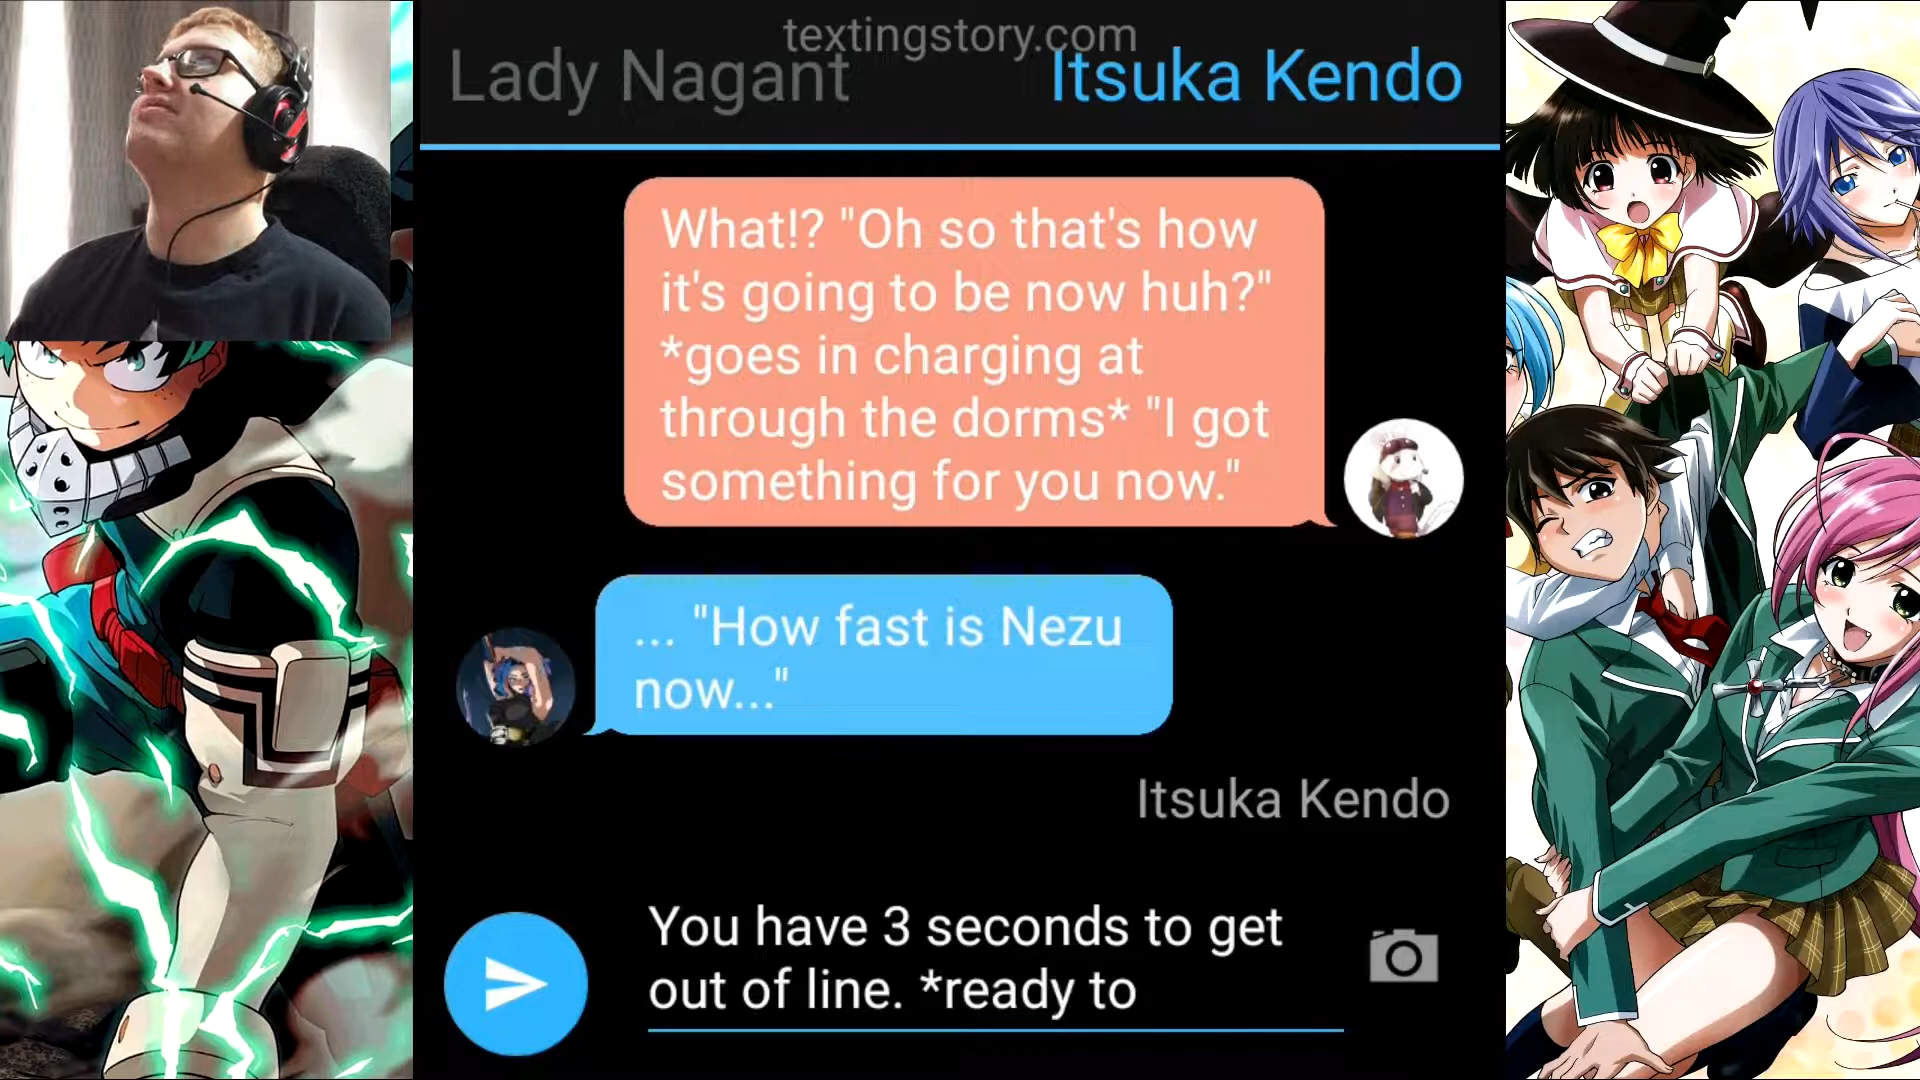 textingstory.com
Lady Nagant
Itsuka Kendo
What!? "Oh so that's how
it's going to be now huh?"
*goes in charging at
through the dorms* "I got
something for you now."
... "How fast is Nezu
now..."
Itsuka Kendo
You have 3 seconds to get
out of line. *ready to